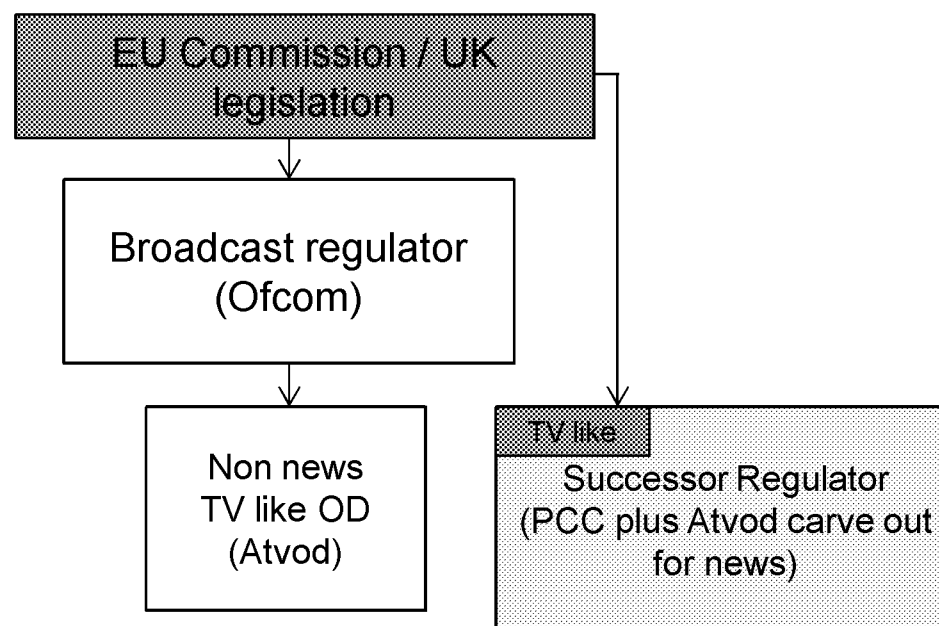 EU Commission / UK
legislation
Broadcast regulator
(Ofcom)
Non news
TV like OD
(Atvod)
TV like
Successor Regulator
(PCC plus Atvod carve out
for news)